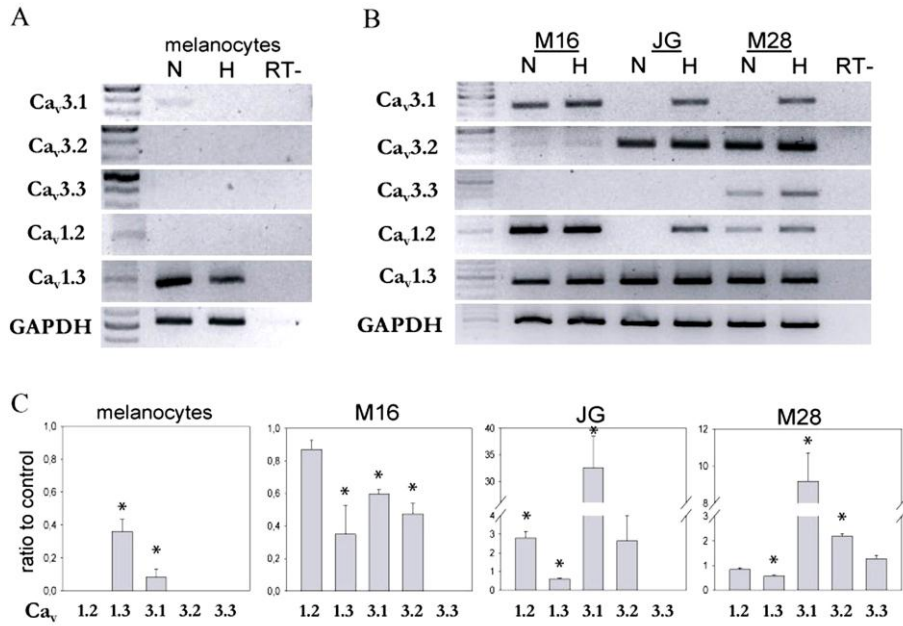 A
melanocytes
N H RT-
Caᵥ3.1
Caᵥ3.2
Caᵥ3.3
Caᵥ1.2
Caᵥ1.3
GAPDH
B
M16 JG M28
N H N H N H RT-
Caᵥ3.1
Caᵥ3.2
Caᵥ3.3
Caᵥ1.2
Caᵥ1.3
GAPDH
C
melanocytes
ratio to control
1,0
0,8
0,6
0,4
0,2
0,0
* *
Caᵥ 1.2 1.3 3.1 3.2 3.3
M16
1,0
0,8
0,6
0,4
0,2
0,0
* * *
1.2 1.3 3.1 3.2 3.3
JG
40
30
4
3
2
1
0
* * *
1.2 1.3 3.1 3.2 3.3
M28
12
10
8
3
2
1
0
* * *
1.2 1.3 3.1 3.2 3.3